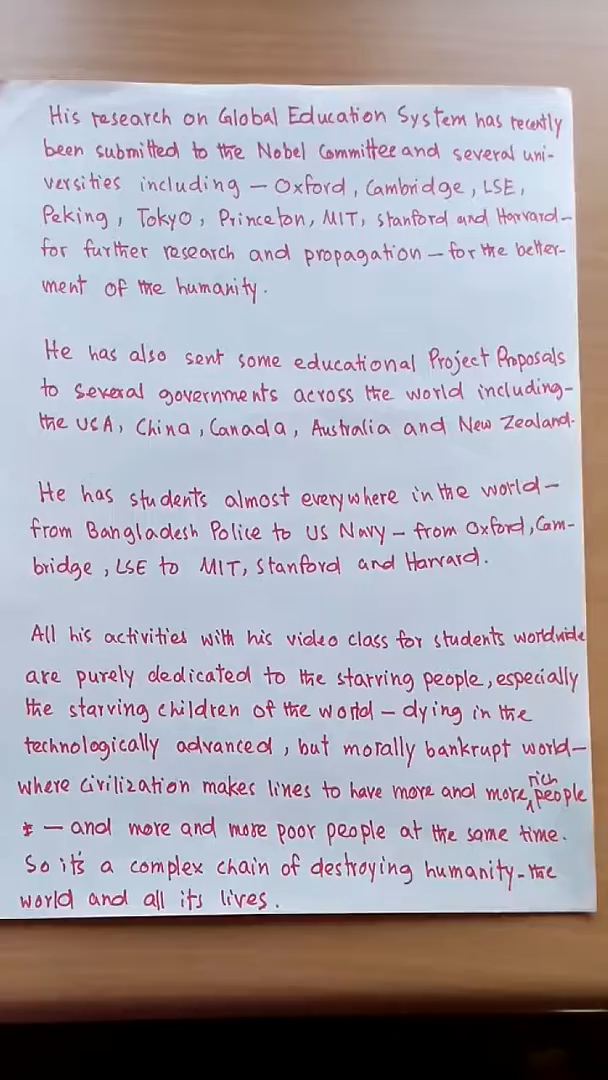 His research on Global Education System has recently
been submitted to the Nobel Committee and several uni-
versities including — Oxford, Cambridge, LSE,
Peking, Tokyo, Princeton, MIT, Stanford and Harvard—
for further research and propagation — for the better-
ment of the humanity.
He has also sent some educational Project Proposals
to several governments across the world including-
the USA, China, Canada, Australia and New Zealand.
He has students almost everywhere in the world—
from Bangladesh Police to US Navy — from Oxford, Cam-
bridge, LSE to MIT, Stanford and Harvard.
All his activities with his video class for students worldwide
are purely dedicated to the starving people, especially
the starving children of the world — dying in the
technologically advanced, but morally bankrupt world—
where civilization makes lines to have more and more rich people
— and more and more poor people at the same time.
So it's a complex chain of destroying humanity-the
world and all its lives.